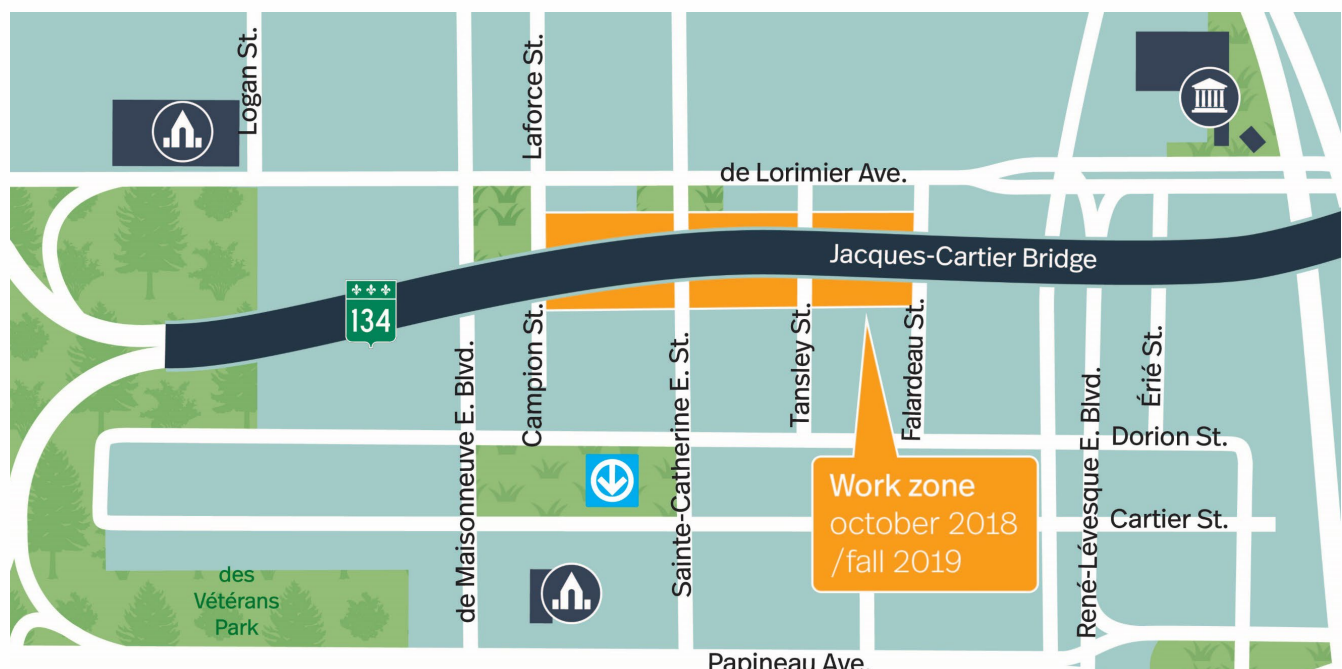 Logan St.
Laforce St.
de Lorimier Ave.
Jacques-Cartier Bridge
134
de Maisonneuve E. Blvd.
Campion St.
Sainte-Catherine E. St.
Tansley St.
Falardeau St.
René-Lévesque E. Blvd.
Érié St.
Dorion St.
Work zone
october 2018
/fall 2019
Cartier St.
des
Vétérans
Park
Papineau Ave.